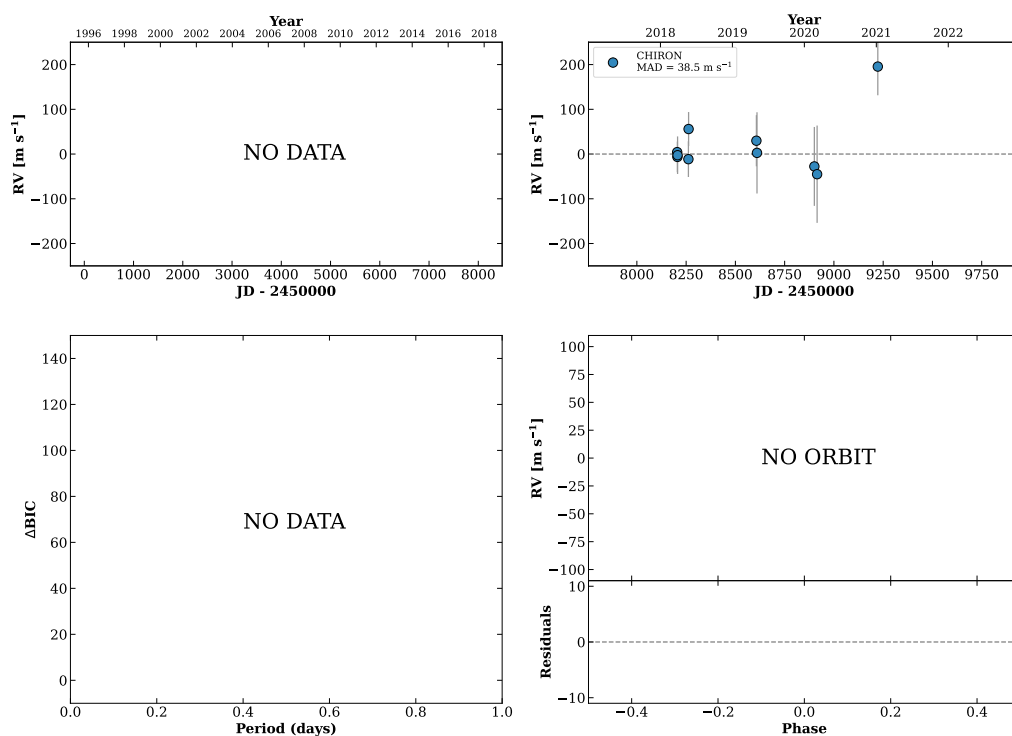 Year
1996 1998 2000 2002 2004 2006 2008 2010 2012 2014 2016 2018
200
100
0
−100
−200
RV [m s⁻¹]
NO DATA
0 1000 2000 3000 4000 5000 6000 7000 8000
JD - 2450000
Year
2018 2019 2020 2021 2022
CHIRON
MAD = 38.5 m s⁻¹
200
100
0
−100
−200
RV [m s⁻¹]
8000 8250 8500 8750 9000 9250 9500 9750
JD - 2450000
140
120
100
80
60
40
20
0
ΔBIC
NO DATA
0.0 0.2 0.4 0.6 0.8 1.0
Period (days)
100
75
50
25
0
−25
−50
−75
−100
RV [m s⁻¹]
NO ORBIT
10
0
−10
Residuals
−0.4 −0.2 0.0 0.2 0.4
Phase